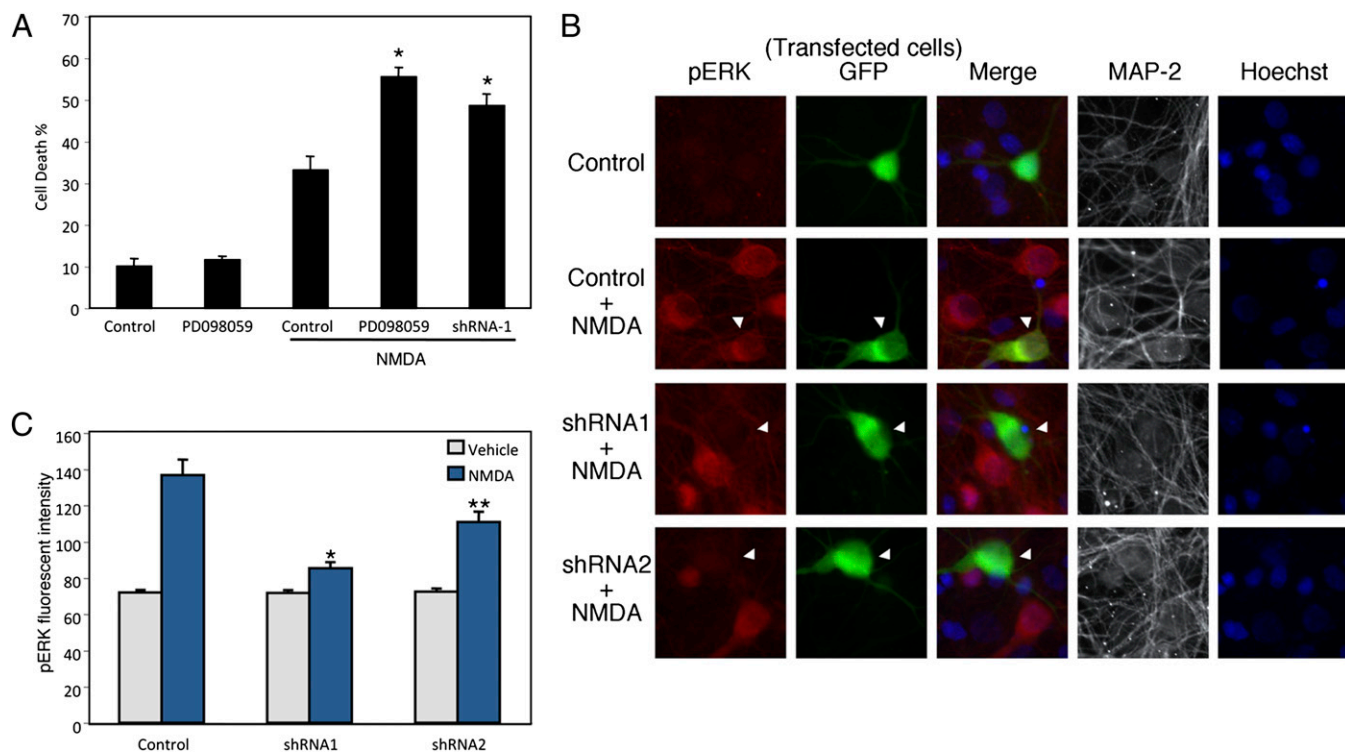 A
70
60
50
40
30
20
10
0
Cell Death %
*
*
Control
PD098059
Control
PD098059
shRNA-1
NMDA
B
(Transfected cells)
pERK
GFP
Merge
MAP-2
Hoechst
Control
Control
+
NMDA
shRNA1
+
NMDA
shRNA2
+
NMDA
C
160
140
120
100
80
60
40
20
0
pERK fluorescent intensity
Vehicle
NMDA
*
**
Control
shRNA1
shRNA2